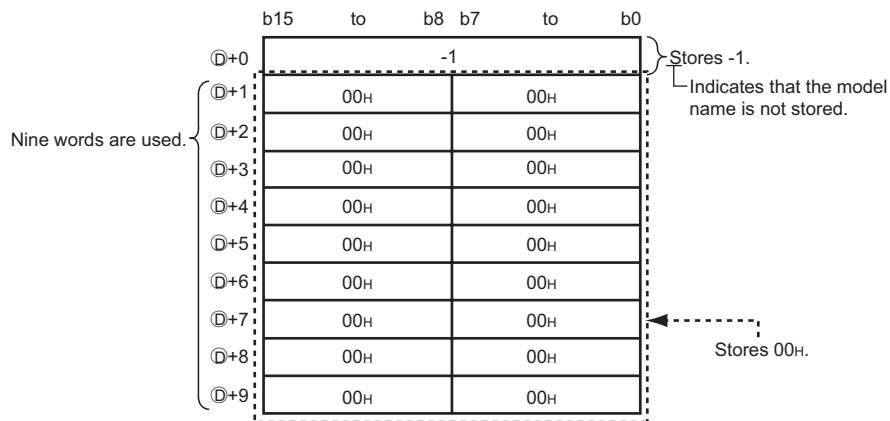 b15 to b8 b7 to b0
Ⓓ+0 -1 Stores -1.
Indicates that the model
name is not stored.
Ⓓ+1 00H 00H
Nine words are used. Ⓓ+2 00H 00H
Ⓓ+3 00H 00H
Ⓓ+4 00H 00H
Ⓓ+5 00H 00H
Ⓓ+6 00H 00H
Ⓓ+7 00H 00H
Stores 00H.
Ⓓ+8 00H 00H
Ⓓ+9 00H 00H